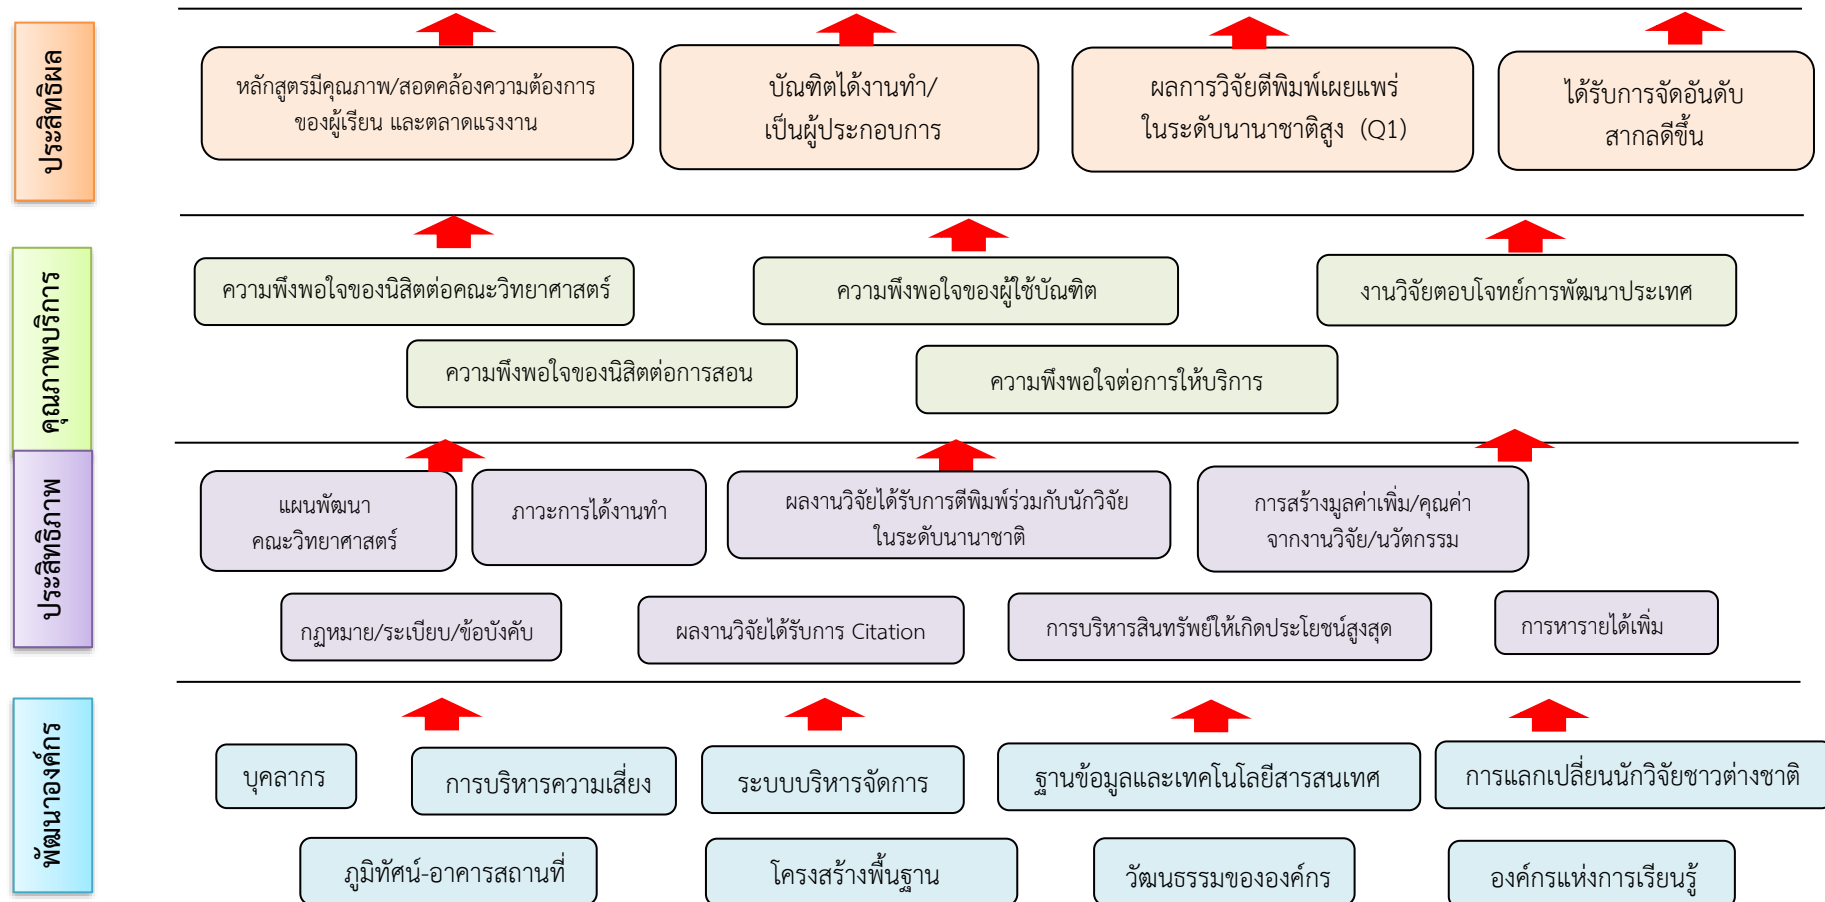 ประสิทธิผล
หลักสูตรมีคุณภาพ/สอดคล้องความต้องการ
ของผู้เรียน และตลาดแรงงาน
บัณฑิตได้งานทำ/
เป็นผู้ประกอบการ
ผลการวิจัยตีพิมพ์เผยแพร่
ในระดับนานาชาติสูง (Q1)
ได้รับการจัดอันดับ
สากลดีขึ้น
คุณภาพบริการ
ความพึงพอใจของนิสิตต่อคณะวิทยาศาสตร์
ความพึงพอใจของผู้ใช้บัณฑิต
งานวิจัยตอบโจทย์การพัฒนาประเทศ
ความพึงพอใจของนิสิตต่อการสอน
ความพึงพอใจต่อการให้บริการ
ประสิทธิภาพ
แผนพัฒนา
คณะวิทยาศาสตร์
ภาวะการได้งานทำ
ผลงานวิจัยได้รับการตีพิมพ์ร่วมกับนักวิจัย
ในระดับนานาชาติ
การสร้างมูลค่าเพิ่ม/คุณค่า
จากงานวิจัย/นวัตกรรม
กฎหมาย/ระเบียบ/ข้อบังคับ
ผลงานวิจัยได้รับการ Citation
การบริหารสินทรัพย์ให้เกิดประโยชน์สูงสุด
การหารายได้เพิ่ม
พัฒนาองค์กร
บุคลากร
การบริหารความเสี่ยง
ระบบบริหารจัดการ
ฐานข้อมูลและเทคโนโลยีสารสนเทศ
การแลกเปลี่ยนนักวิจัยชาวต่างชาติ
ภูมิทัศน์-อาคารสถานที่
โครงสร้างพื้นฐาน
วัฒนธรรมขององค์กร
องค์กรแห่งการเรียนรู้